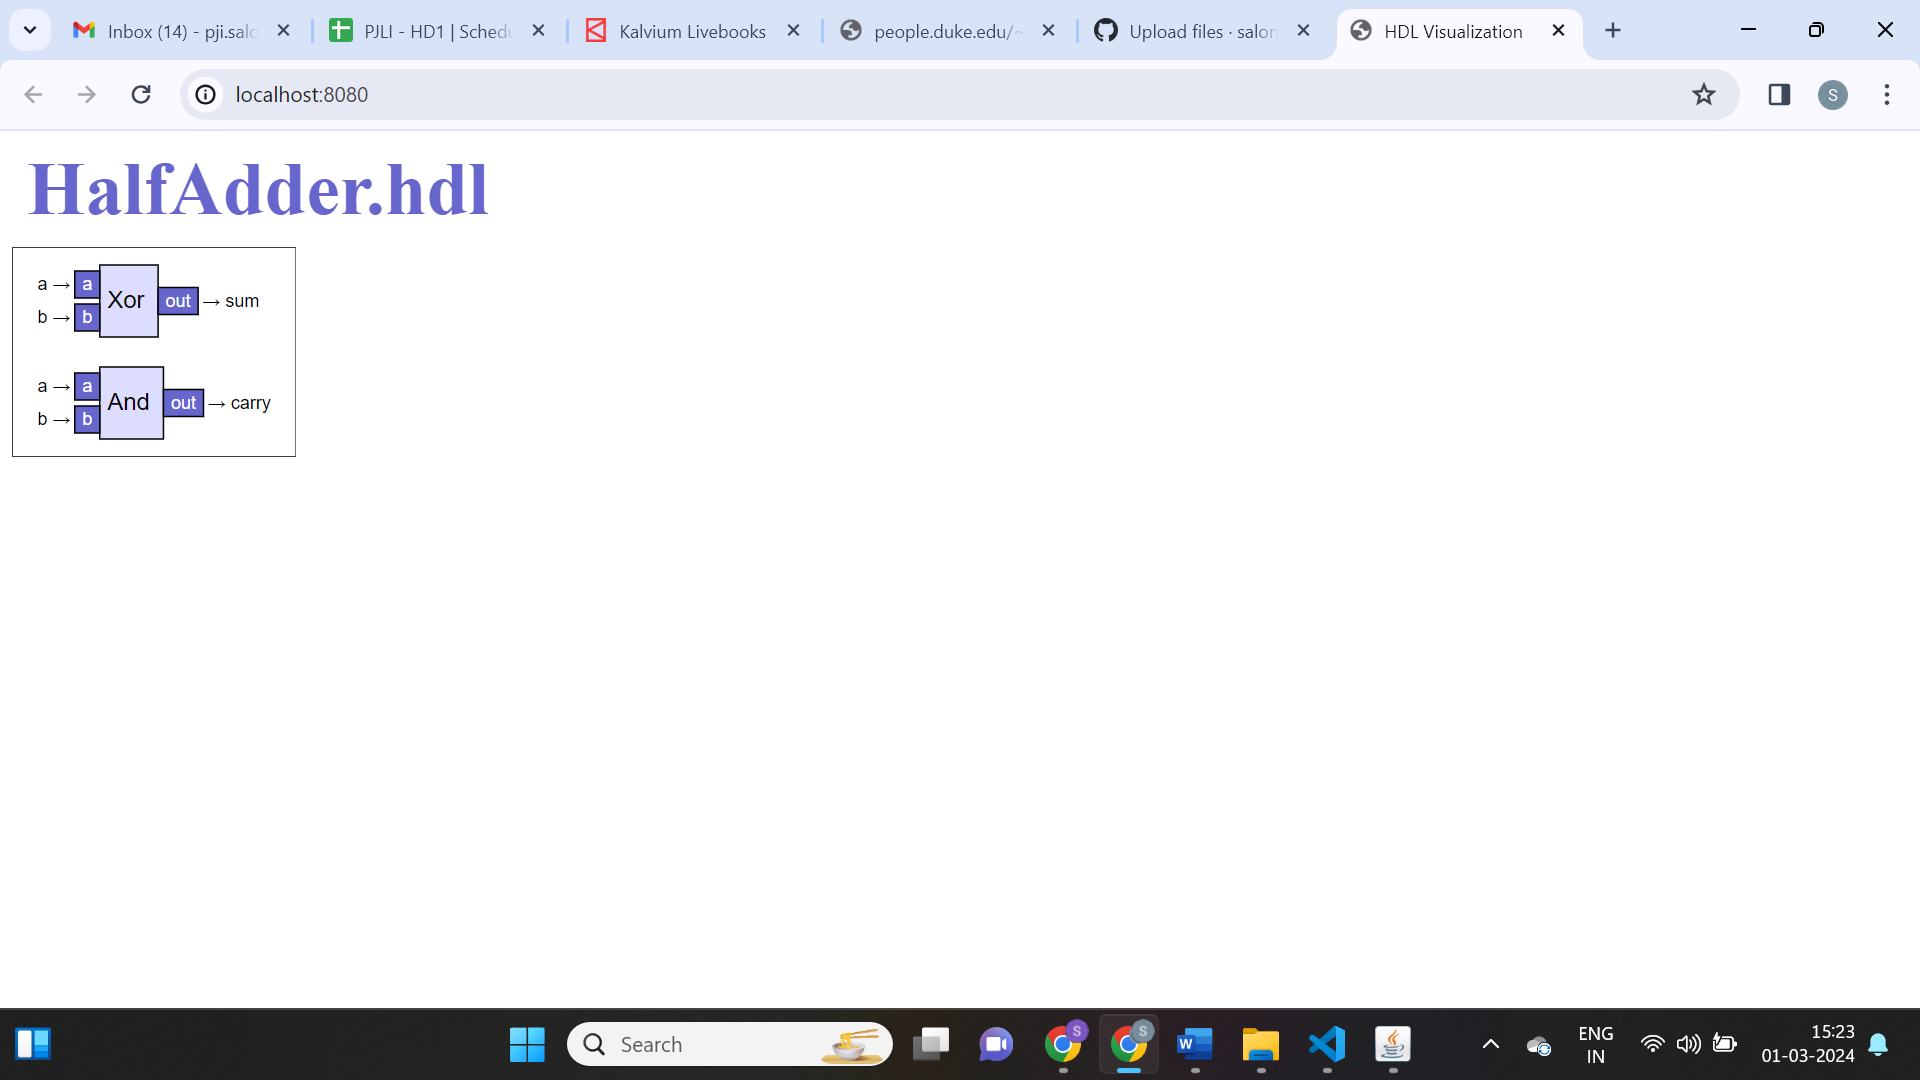 Inbox (14) - pji.salo
PJLI - HD1 | Schedu
Kalvium Livebooks
people.duke.edu/~
Upload files · salon
HDL Visualization
localhost:8080
S
HalfAdder.hdl
a → a
b → b
Xor
out → sum
a → a
b → b
And
out → carry
Search
S
S
W
ENG
IN
15:23
01-03-2024